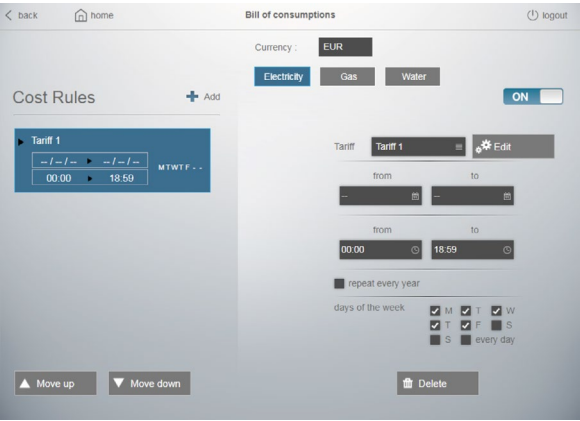 back home Bill of consumptions logout
Currency : EUR
Electricity Gas Water
Cost Rules Add
ON
Tariff 1
-- / -- / -- -- / -- / --
00:00 18:59
M T W T F - -
Tariff Tariff 1 Edit
from to
-- --
from to
00:00 18:59
repeat every year
days of the week M T W
T F S
S every day
Move up Move down Delete